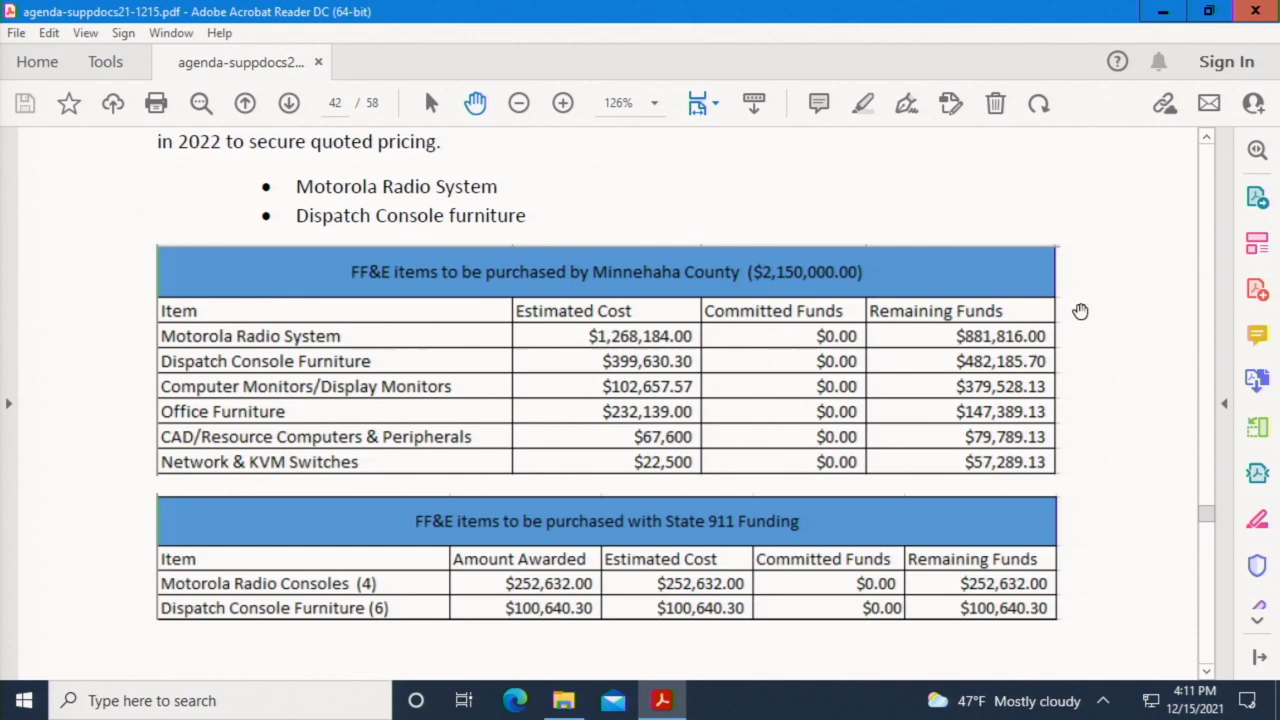 agenda-suppdocs21-1215.pdf - Adobe Acrobat Reader DC (64-bit)
File Edit View Sign Window Help
Home Tools agenda-suppdocs2... × Sign In
42 / 58 126%
in 2022 to secure quoted pricing.
• Motorola Radio System
• Dispatch Console furniture
FF&E items to be purchased by Minnehaha County ($2,150,000.00)
Item Estimated Cost Committed Funds Remaining Funds
Motorola Radio System $1,268,184.00 $0.00 $881,816.00
Dispatch Console Furniture $399,630.30 $0.00 $482,185.70
Computer Monitors/Display Monitors $102,657.57 $0.00 $379,528.13
Office Furniture $232,139.00 $0.00 $147,389.13
CAD/Resource Computers & Peripherals $67,600 $0.00 $79,789.13
Network & KVM Switches $22,500 $0.00 $57,289.13
FF&E items to be purchased with State 911 Funding
Item Amount Awarded Estimated Cost Committed Funds Remaining Funds
Motorola Radio Consoles (4) $252,632.00 $252,632.00 $0.00 $252,632.00
Dispatch Console Furniture (6) $100,640.30 $100,640.30 $0.00 $100,640.30
Type here to search 47°F Mostly cloudy 4:11 PM
12/15/2021